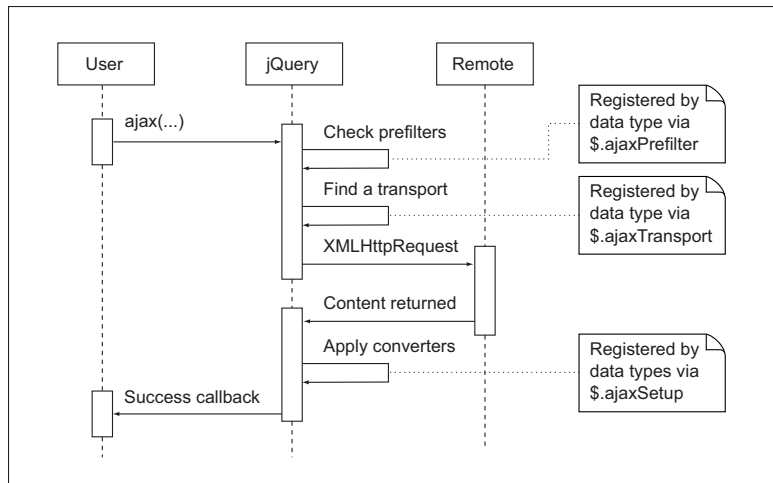 User
jQuery
Remote
ajax(...)
Check prefilters
Registered by
data type via
$.ajaxPrefilter
Find a transport
Registered by
data type via
$.ajaxTransport
XMLHttpRequest
Content returned
Apply converters
Registered by
data types via
$.ajaxSetup
Success callback